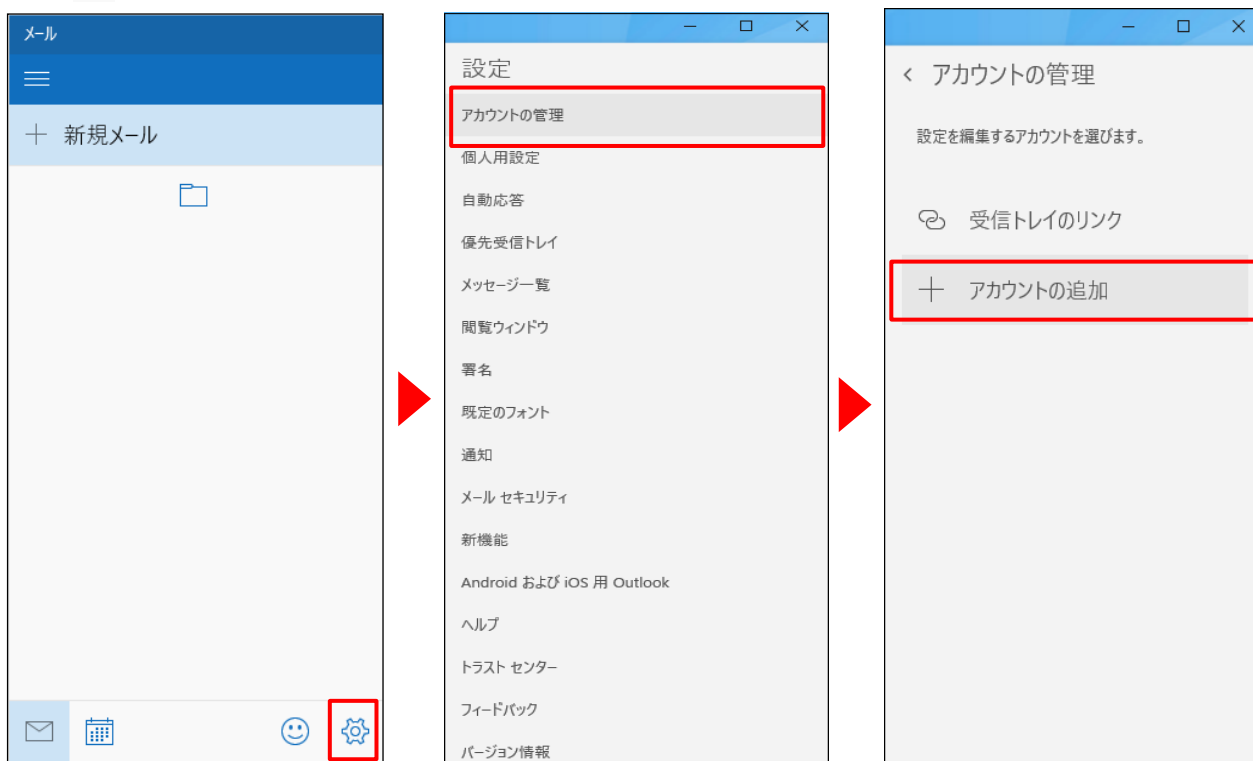 メール
新規メール
設定
アカウントの管理
個人用設定
自動応答
優先受信トレイ
メッセージ一覧
閲覧ウィンドウ
署名
既定のフォント
通知
メール セキュリティ
新機能
Android および iOS 用 Outlook
ヘルプ
トラスト センター
フィードバック
バージョン情報
アカウントの管理
設定を編集するアカウントを選びます。
受信トレイのリンク
アカウントの追加